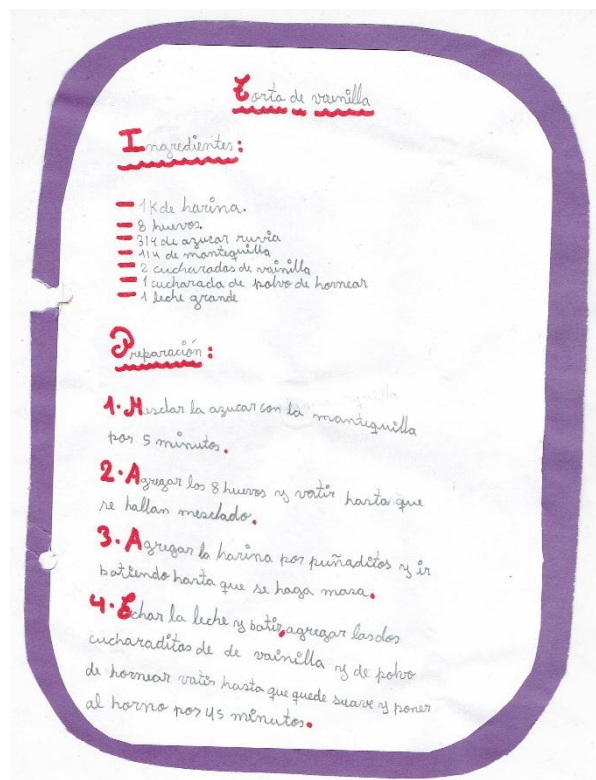 Torta de vainilla
Ingredientes:
1K de harina.
8 huevos.
3/4 de azucar ruvia
1/4 de mantequilla
2 cucharadas de vainilla
1 cucharada de polvo de hornear
1 leche grande
Preparación:
1. Mesclar la azucar con la mantequilla
por 5 minutos.
2. Agregar los 8 huevos y vatir hasta que
se hallan mesclado.
3. Agregar la harina por puñaditos y ir
batiendo hasta que se haga masa.
4. Echar la leche y batir, agregar las dos
cucharaditas de de vainilla y de polvo
de hornear vatir hasta que quede suave y poner
al horno por 45 minutos.